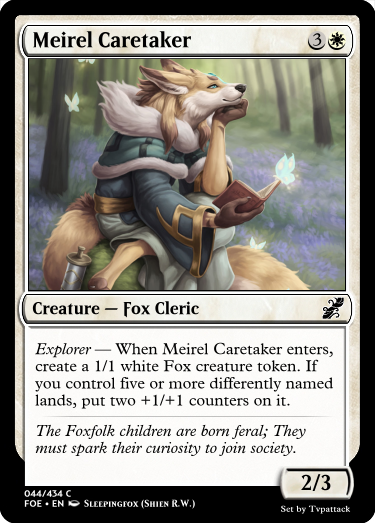 Meirel Caretaker 3
Creature — Fox Cleric
Explorer — When Meirel Caretaker enters,
create a 1/1 white Fox creature token. If
you control five or more differently named
lands, put two +1/+1 counters on it.
The Foxfolk children are born feral; They
must spark their curiosity to join society.
2/3
044/434 C
FOE • EN Sleepingfox (Shien R.W.)
Set by Tvpattack